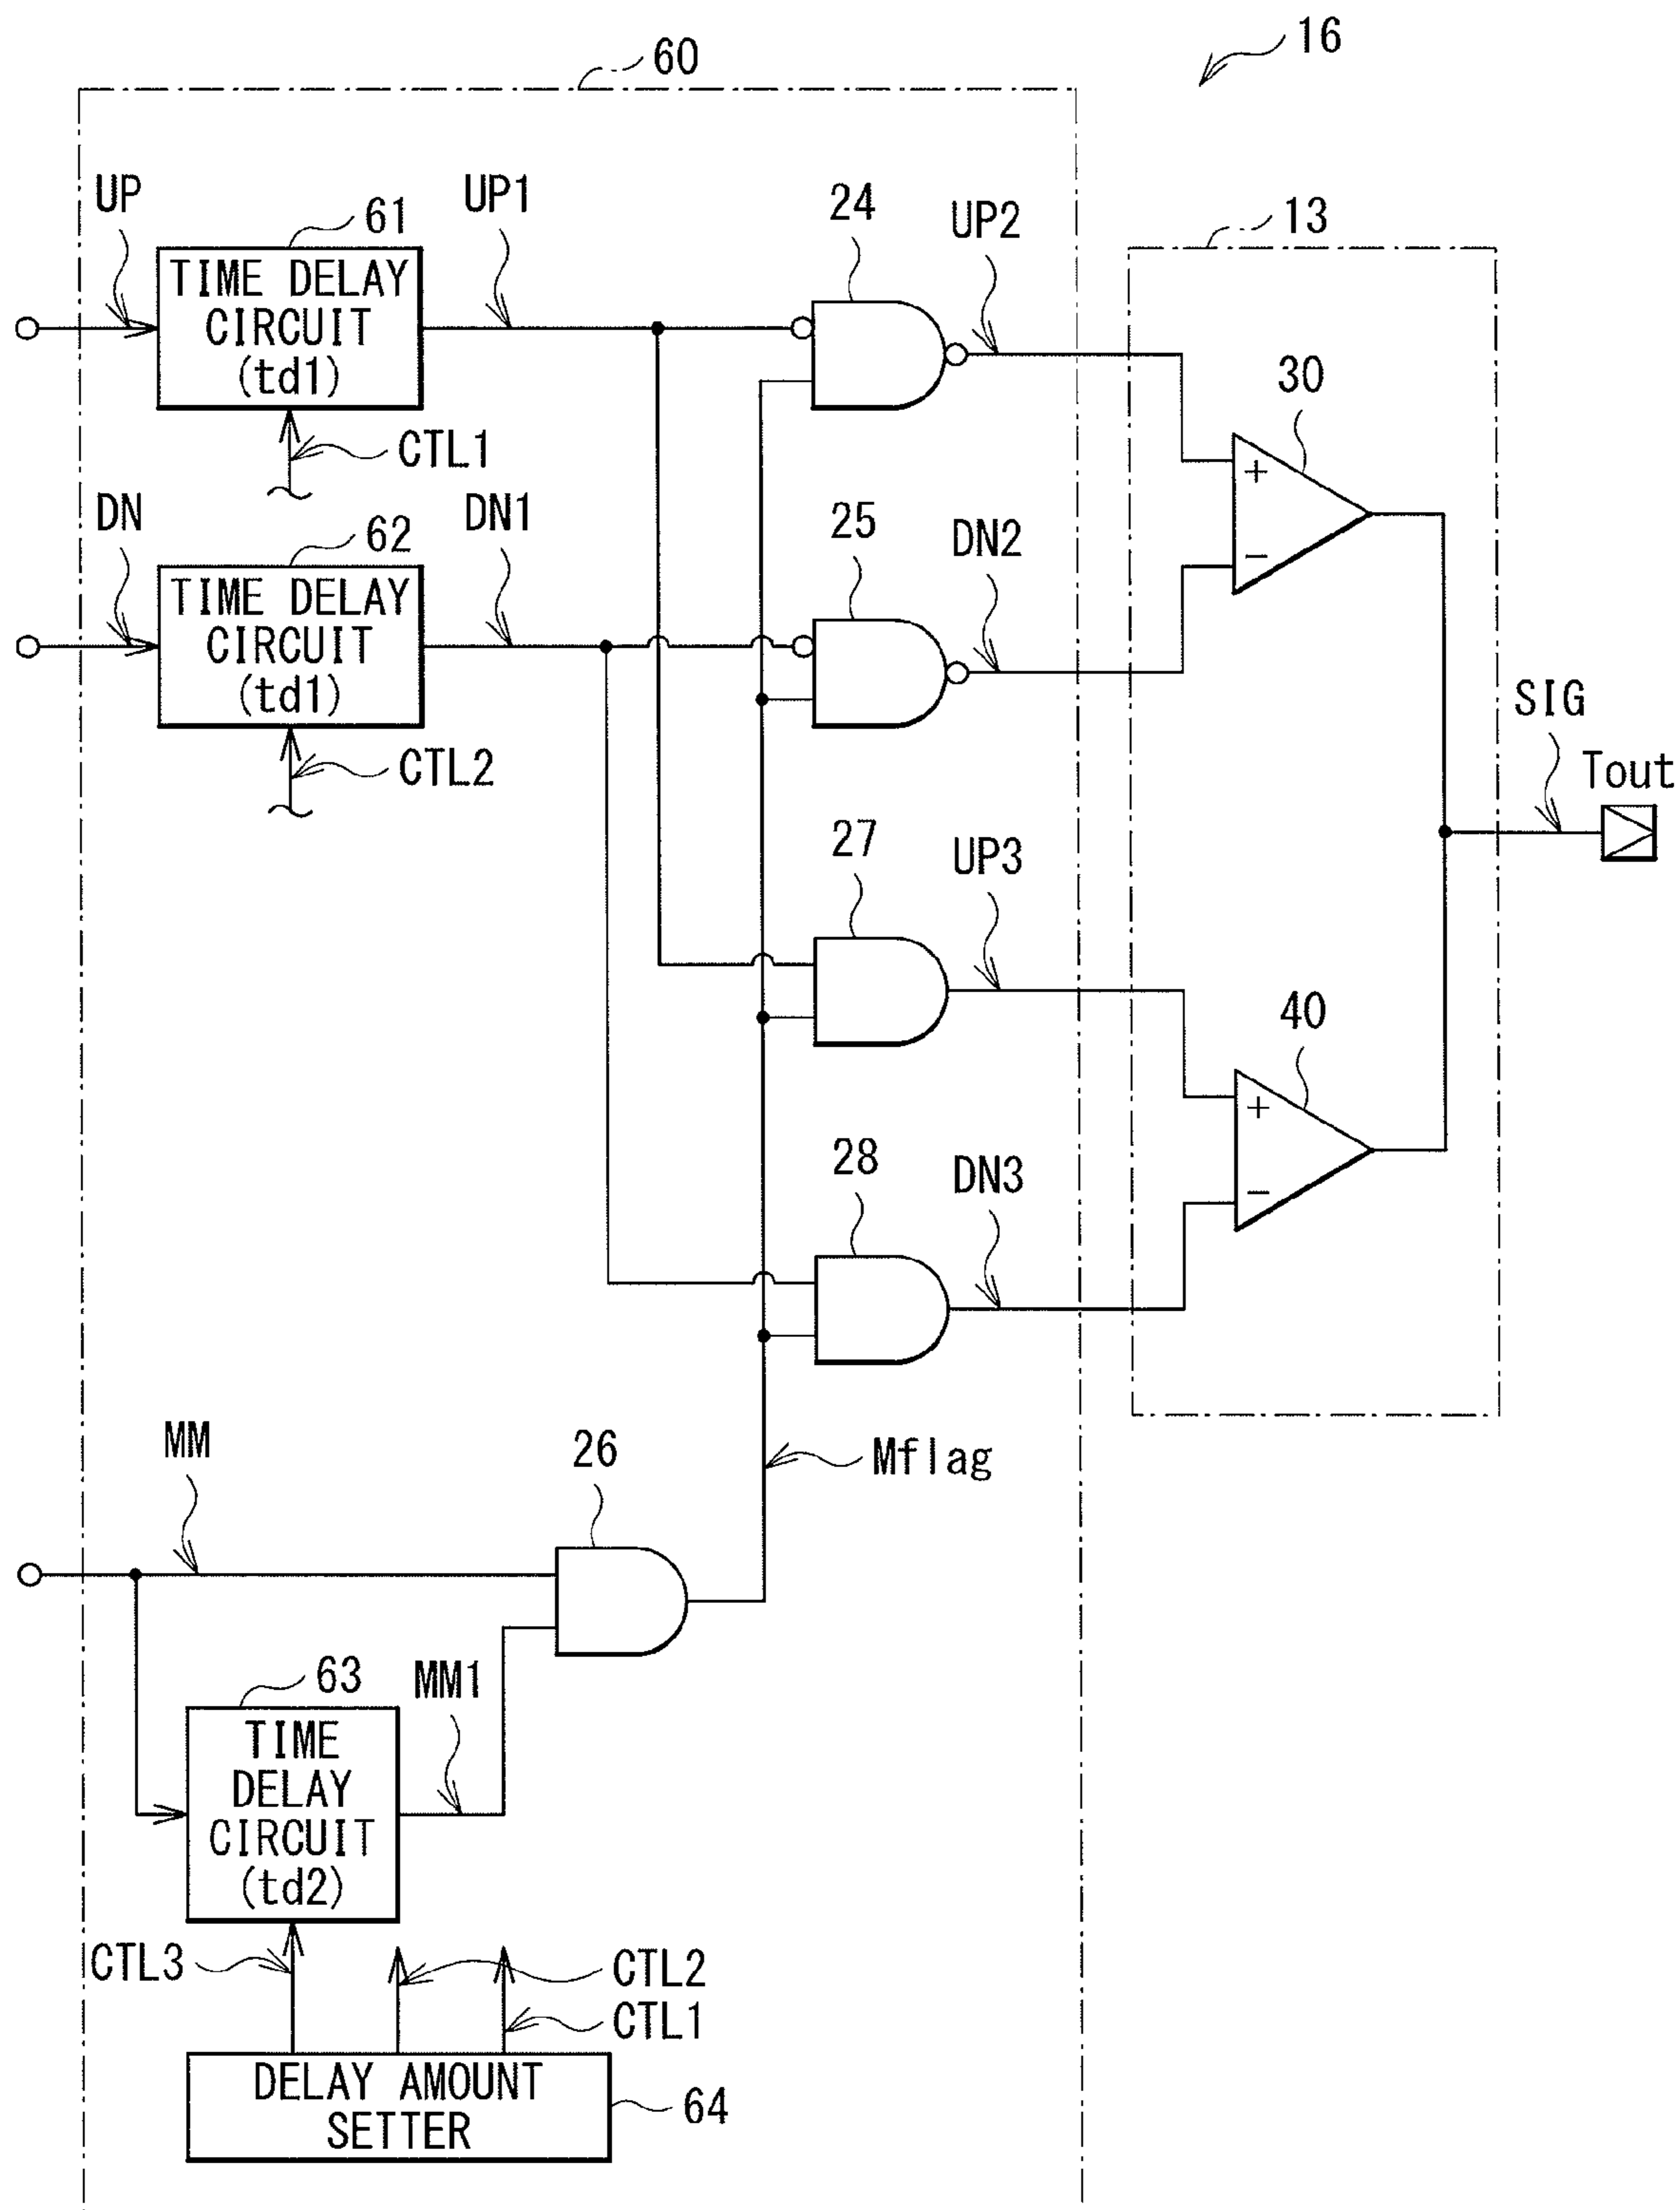 16
60
UP
61
UP1
24
UP2
13
TIME DELAY
CIRCUIT
(td1)
30
CTL1
+
−
DN
62
DN1
25
DN2
TIME DELAY
CIRCUIT
(td1)
CTL2
SIG
Tout
27
UP3
40
+
−
28
DN3
MM
26
Mflag
63
MM1
TIME
DELAY
CIRCUIT
(td2)
CTL3
CTL2
CTL1
DELAY AMOUNT
SETTER
64